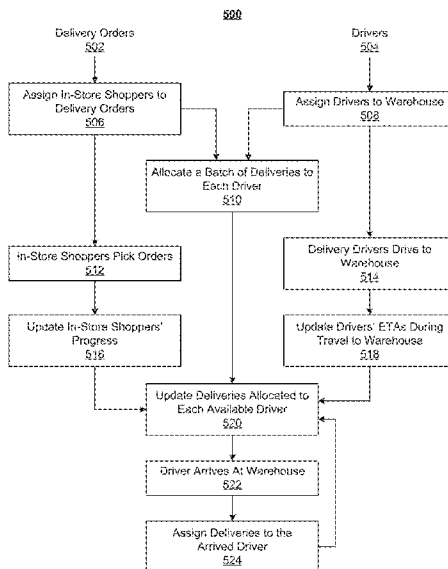 500
Delivery Orders
502
Drivers
504
Assign In-Store Shoppers to
Delivery Orders
506
Assign Drivers to Warehouse
508
Allocate a Batch of Deliveries to
Each Driver
510
In-Store Shoppers Pick Orders
512
Delivery Drivers Drive to
Warehouse
514
Update In-Store Shoppers'
Progress
516
Update Drivers' ETAs During
Travel to Warehouse
518
Update Deliveries Allocated to
Each Available Driver
520
Driver Arrives At Warehouse
522
Assign Deliveries to the
Arrived Driver
524